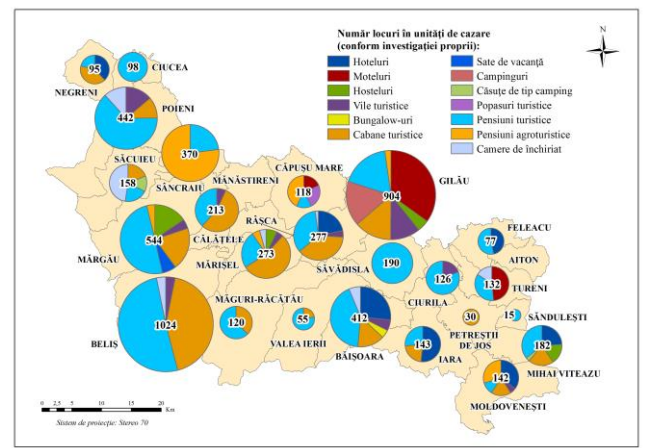 Număr locuri în unități de cazare
(conform investigației proprii):
Hoteluri
Moteluri
Hosteluri
Vile turistice
Bungalow-uri
Cabane turistice
Sate de vacanță
Campinguri
Căsuțe de tip camping
Popasuri turistice
Pensiuni turistice
Pensiuni agroturistice
Camere de închiriat
N
95
NEGRENI
98
CIUCEA
442
POIENI
SĂCUIEU
158
370
SÂNCRAIU
MĂNĂSTIRENI
213
CĂPUȘU MARE
118
GILĂU
904
544
MĂRGĂU
CĂLĂȚELE
RÂȘCA
273
MĂRIȘEL
277
SĂVĂDISLA
190
FELEACU
77
AITON
126
CIURILA
132
TURENI
1024
BELIȘ
MĂGURI-RĂCĂTĂU
120
55
VALEA IERII
412
BĂIȘOARA
143
IARA
30
PETREȘTII
DE JOS
15
SĂNDULEȘTI
182
MIHAI VITEAZU
142
MOLDOVENEȘTI
0 2,5 5 10 15 20
Km
Sistem de proiecție: Stereo 70